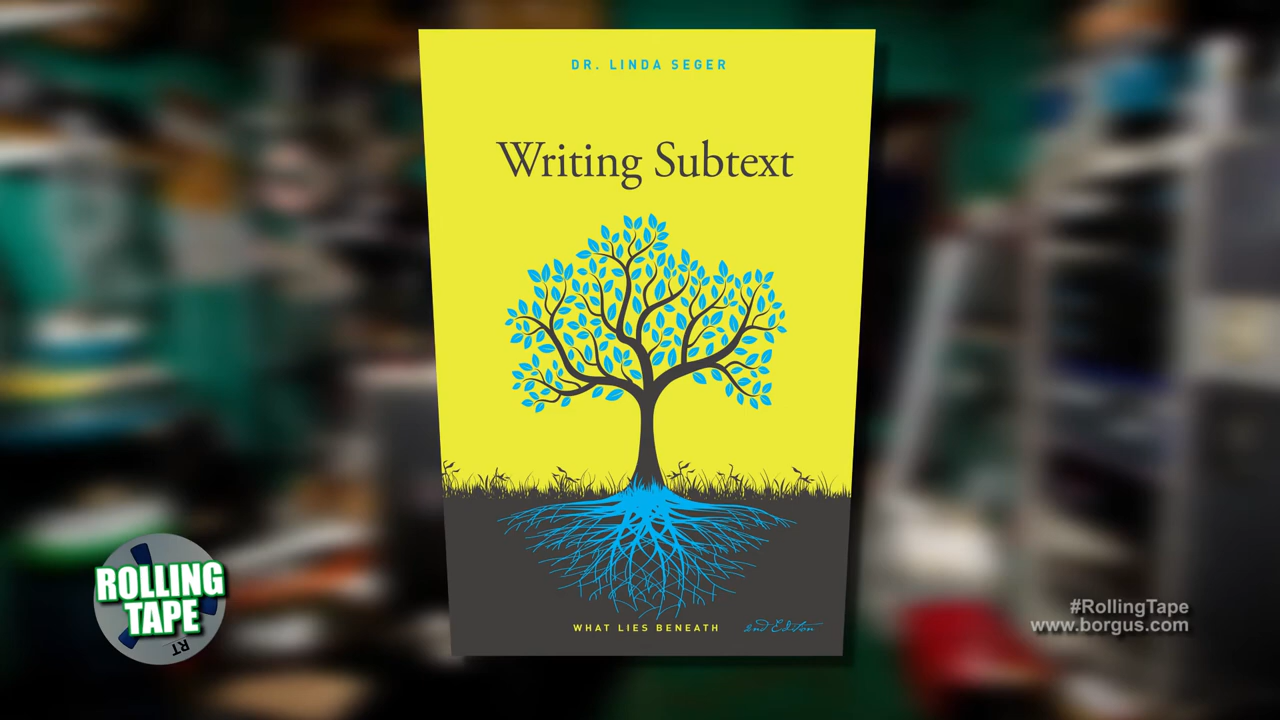 DR. LINDA SEGER
Writing Subtext
WHAT LIES BENEATH
2nd Edition
ROLLING
TAPE
RT
#RollingTape
www.borgus.com